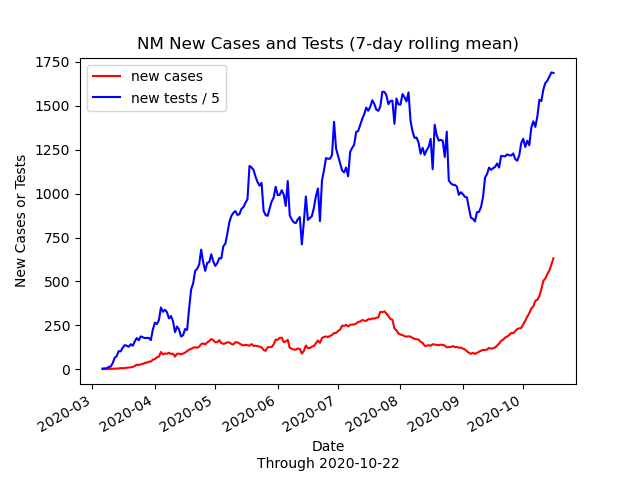 NM New Cases and Tests (7-day rolling mean)
new cases
new tests / 5
New Cases or Tests
1750
1500
1250
1000
750
500
250
0
2020-03
2020-04
2020-05
2020-06
2020-07
2020-08
2020-09
2020-10
Date
Through 2020-10-22